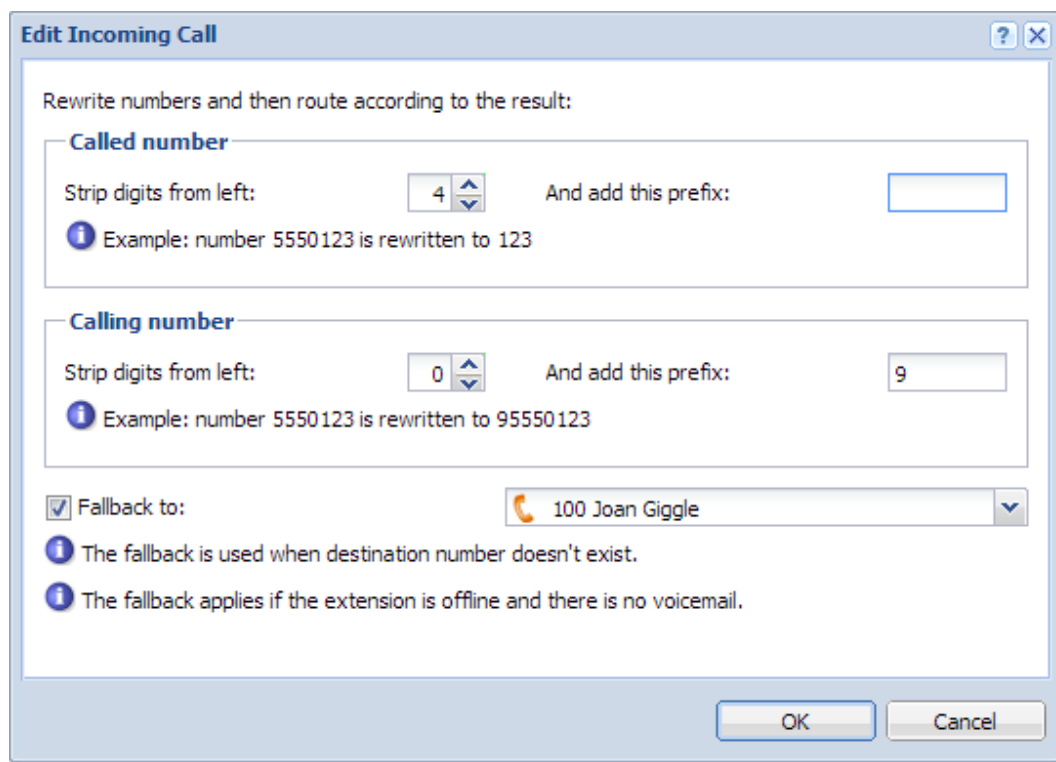 Edit Incoming Call
Rewrite numbers and then route according to the result:
Called number
Strip digits from left: 4 And add this prefix:
Example: number 5550123 is rewritten to 123
Calling number
Strip digits from left: 0 And add this prefix: 9
Example: number 5550123 is rewritten to 95550123
Fallback to: 100 Joan Giggle
The fallback is used when destination number doesn't exist.
The fallback applies if the extension is offline and there is no voicemail.
OK Cancel